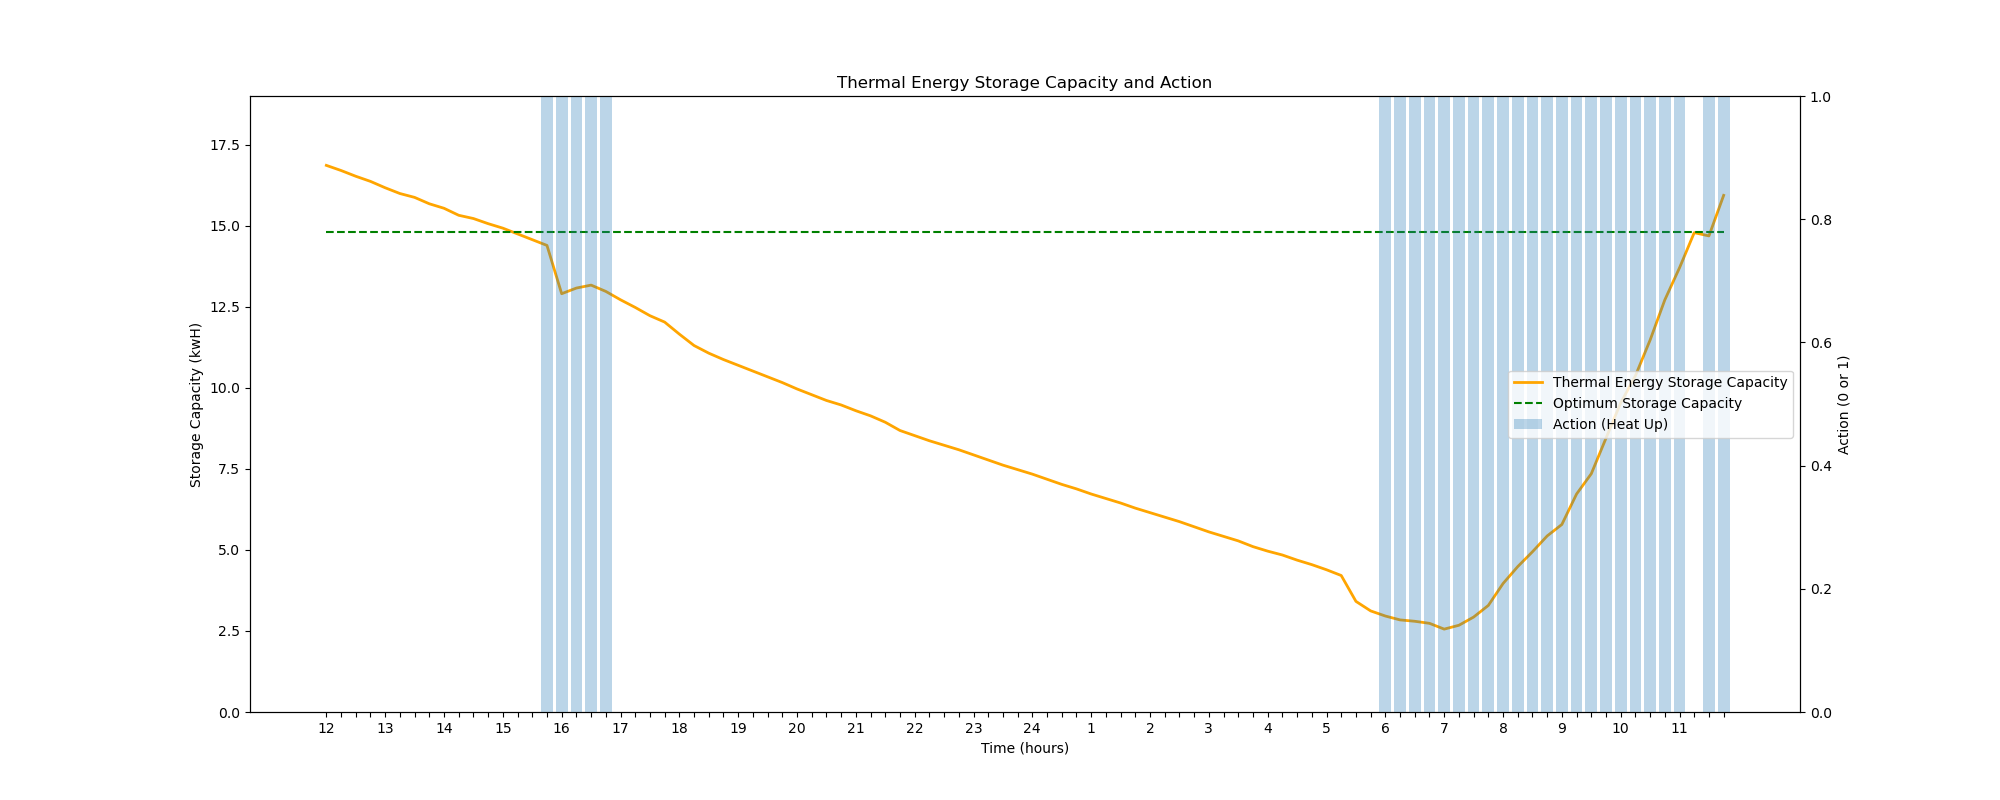 Thermal Energy Storage Capacity and Action
17.5
15.0
12.5
10.0
7.5
5.0
2.5
0.0
Storage Capacity (kwH)
1.0
0.8
0.6
0.4
0.2
0.0
Action (0 or 1)
Thermal Energy Storage Capacity
Optimum Storage Capacity
Action (Heat Up)
12 13 14 15 16 17 18 19 20 21 22 23 24 1 2 3 4 5 6 7 8 9 10 11
Time (hours)